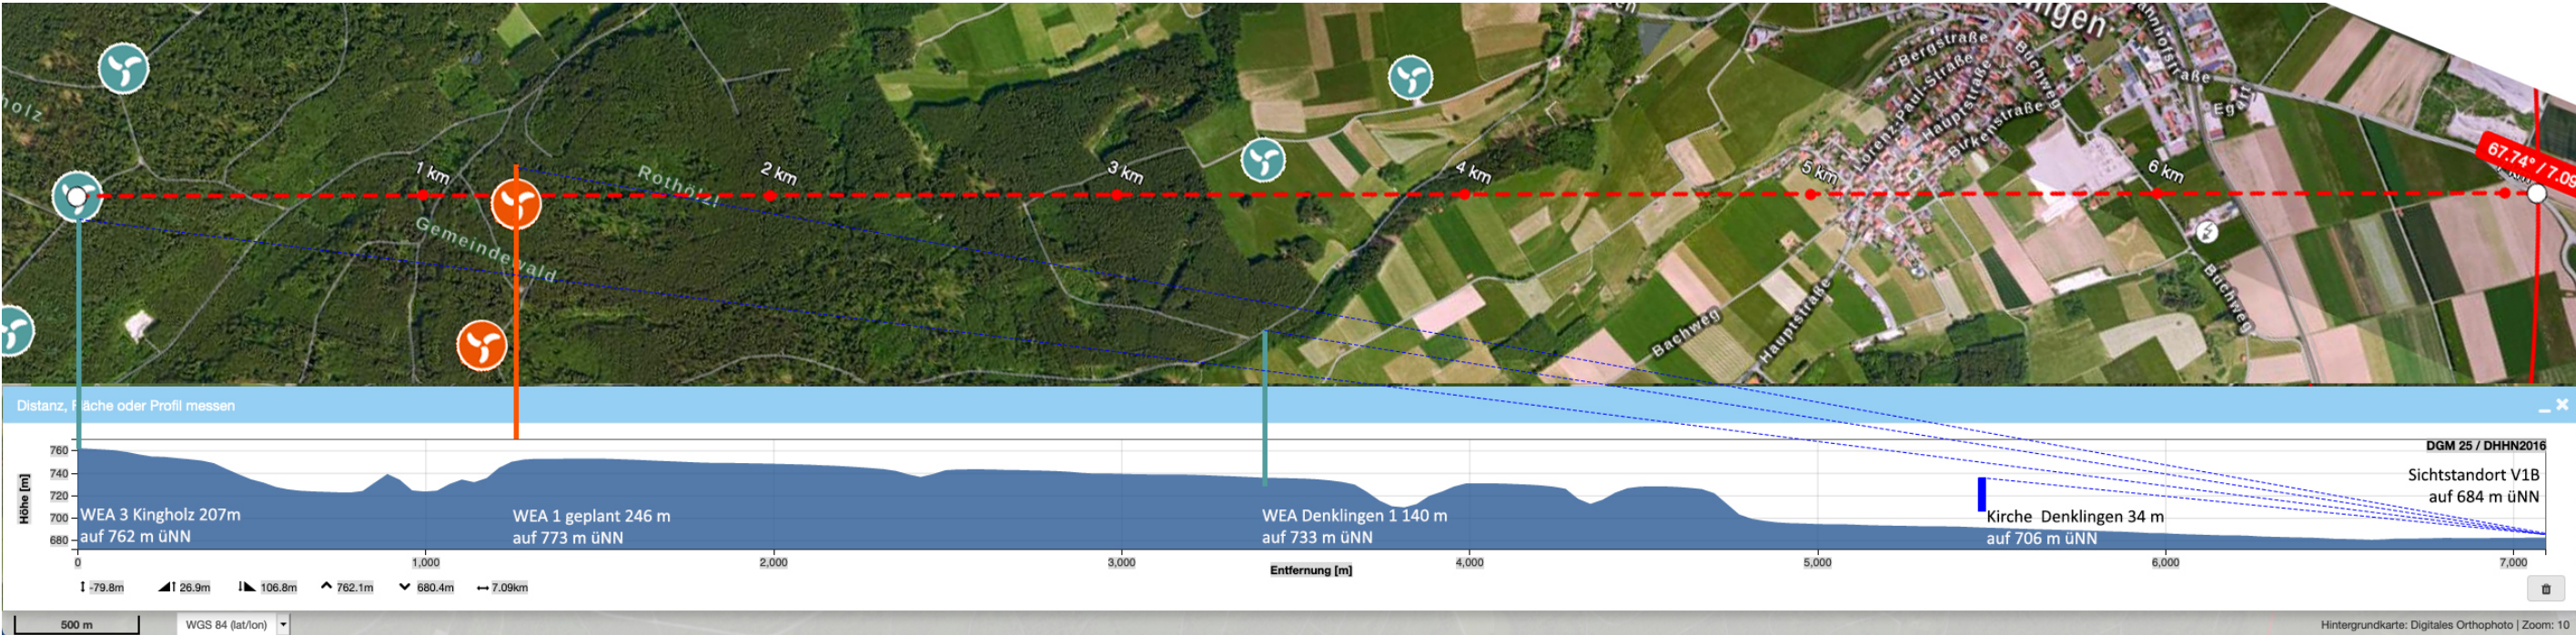 ngen
Bergstraße
Buchweg
ahnhofstraße
holz
Lorenz-Paul-Straße
Hauptstraße
Birkenstraße
1 km
Rothölzl
2 km
3 km
4 km
5 km
6 km
67.74° / 7.09
Gemeindewald
Buchweg
Bachweg
Hauptstraße
Distanz, Fläche oder Profil messen
760
740
720
700
680
Höhe [m]
DGM 25 / DHHN2016
Sichtstandort V1B
auf 684 m üNN
WEA 3 Kingholz 207m
auf 762 m üNN
WEA 1 geplant 246 m
auf 773 m üNN
WEA Denklingen 1 140 m
auf 733 m üNN
Kirche Denklingen 34 m
auf 706 m üNN
0
1,000
2,000
3,000
4,000
5,000
6,000
7,000
Entfernung [m]
-79.8m
26.9m
106.8m
762.1m
680.4m
7.09km
500 m
WGS 84 (lat/lon)
Hintergrundkarte: Digitales Orthophoto | Zoom: 10